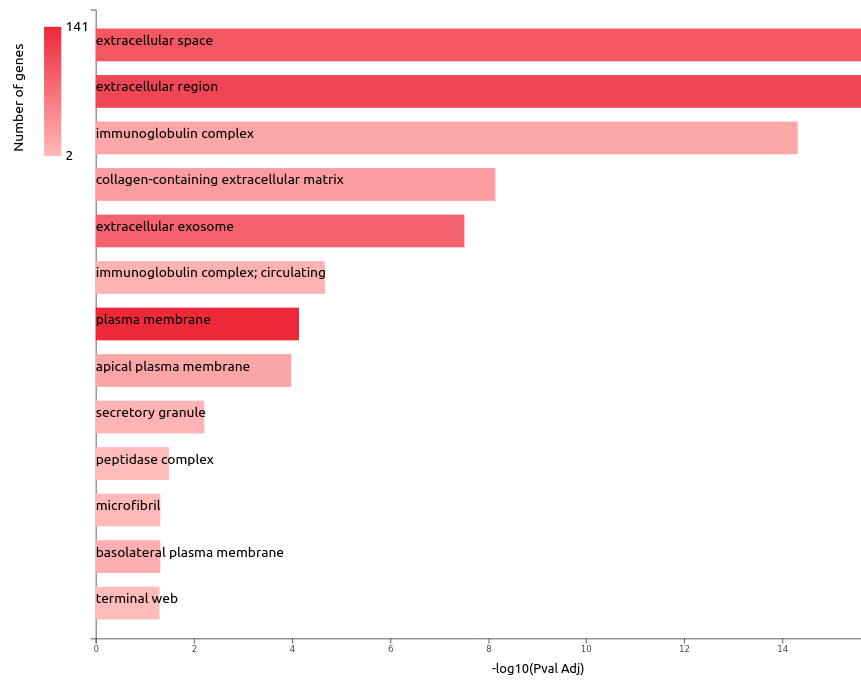 141
Number of genes
2
extracellular space
extracellular region
immunoglobulin complex
collagen-containing extracellular matrix
extracellular exosome
immunoglobulin complex; circulating
plasma membrane
apical plasma membrane
secretory granule
peptidase complex
microfibril
basolateral plasma membrane
terminal web
0 2 4 6 8 10 12 14
-log10(Pval Adj)